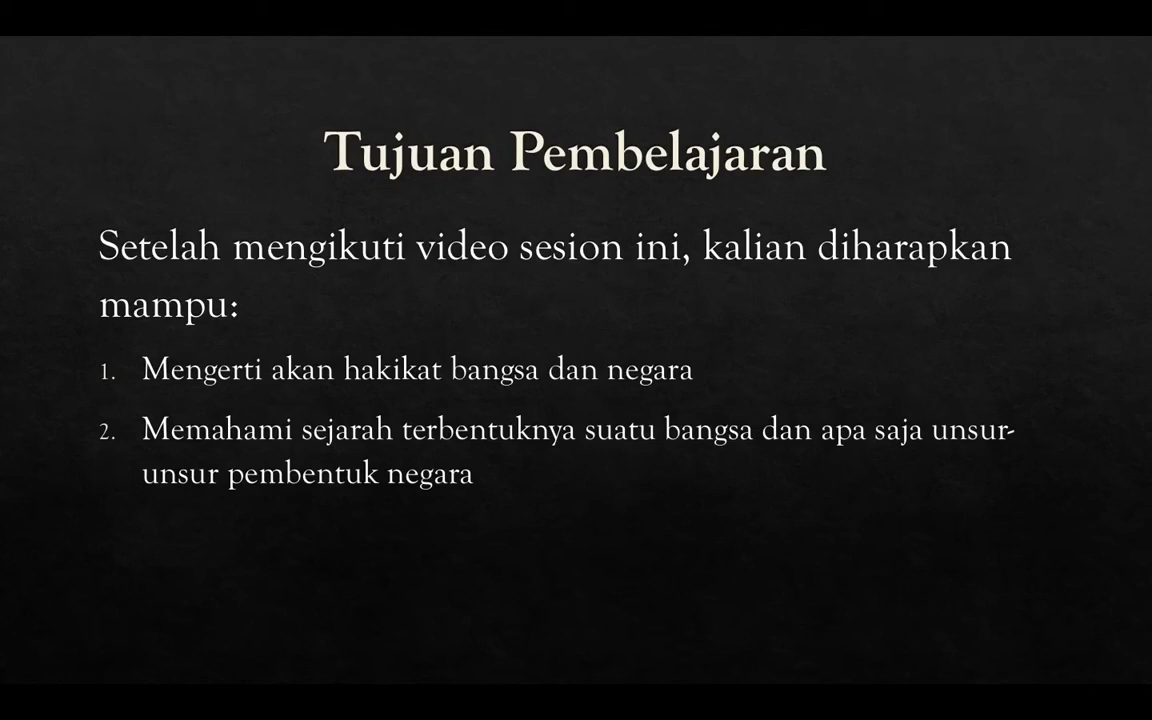 Tujuan Pembelajaran
Setelah mengikuti video sesion ini, kalian diharapkan
mampu:
1. Mengerti akan hakikat bangsa dan negara
2. Memahami sejarah terbentuknya suatu bangsa dan apa saja unsur-
unsur pembentuk negara